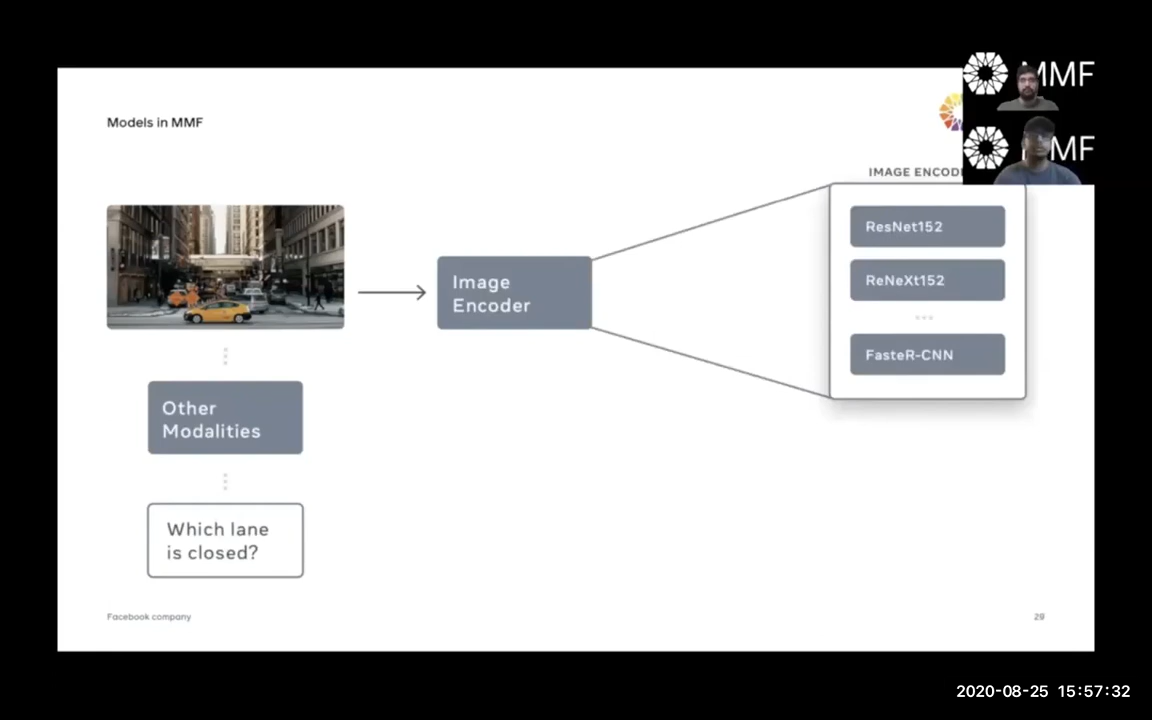 MMF
MMF
Models in MMF
IMAGE ENCOD
ResNet152
ReNeXt152
Image
Encoder
FasteR-CNN
Other
Modalities
Which lane
is closed?
Facebook company
29
2020-08-25 15:57:32